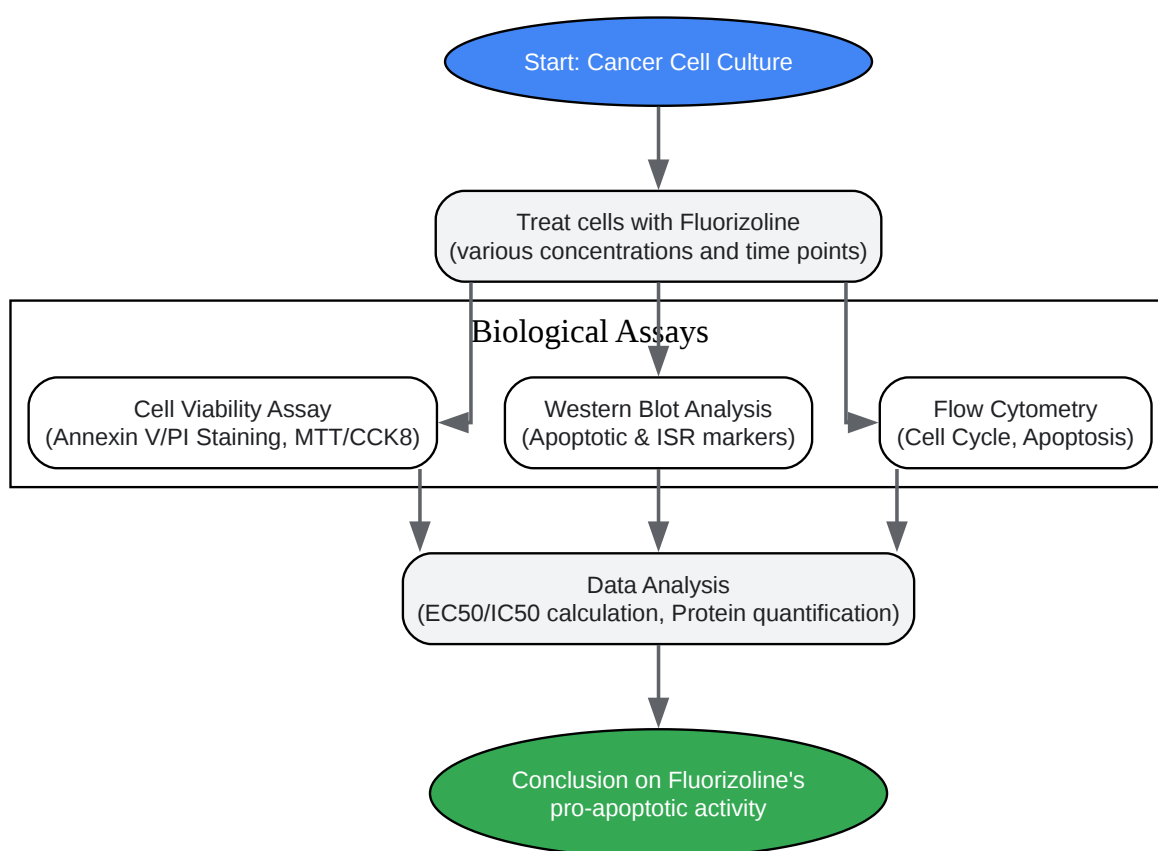 Start: Cancer Cell Culture
Treat cells with Fluorizoline
(various concentrations and time points)
Biological Assays
Cell Viability Assay
(Annexin V/PI Staining, MTT/CCK8)
Western Blot Analysis
(Apoptotic & ISR markers)
Flow Cytometry
(Cell Cycle, Apoptosis)
Data Analysis
(EC50/IC50 calculation, Protein quantification)
Conclusion on Fluorizoline's
pro-apoptotic activity